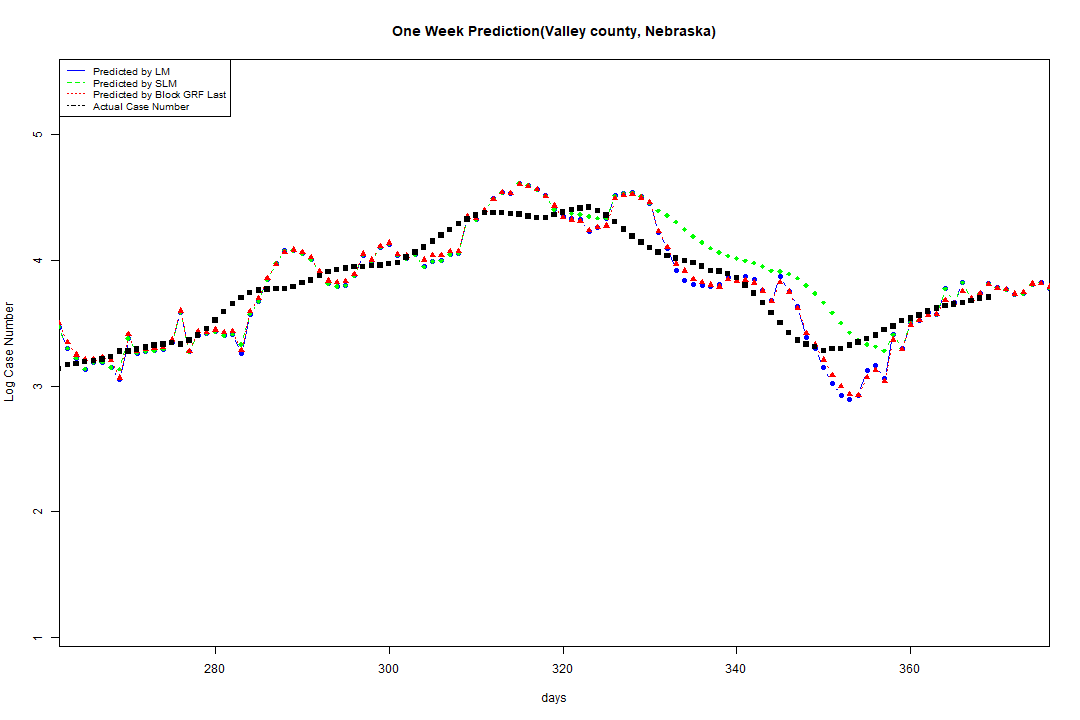 One Week Prediction(Valley county, Nebraska)
Predicted by LM
Predicted by SLM
Predicted by Block GRF Last
Actual Case Number
5
4
3
2
1
Log Case Number
280 300 320 340 360
days